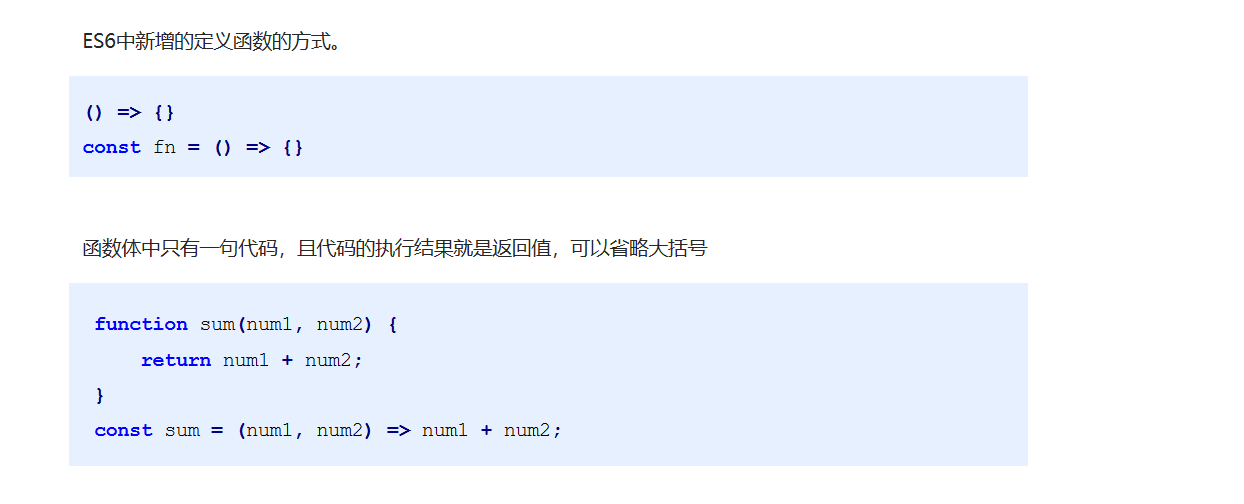 ES6中新增的定义函数的方式。
() => {}
const fn = () => {}
函数体中只有一句代码，且代码的执行结果就是返回值，可以省略大括号
function sum(num1, num2) {
    return num1 + num2;
}
const sum = (num1, num2) => num1 + num2;